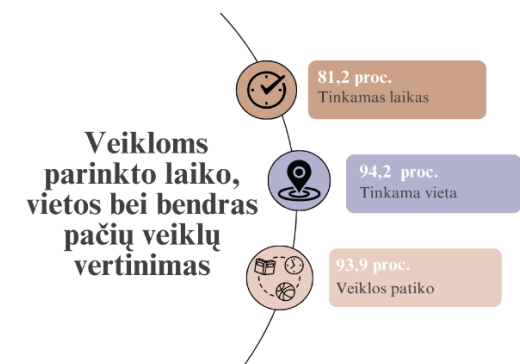 Veikloms
parinkto laiko,
vietos bei bendras
pačių veiklų
vertinimas
81,2 proc.
Tinkamas laikas
94,2 proc.
Tinkama vieta
93,9 proc.
Veiklos patiko